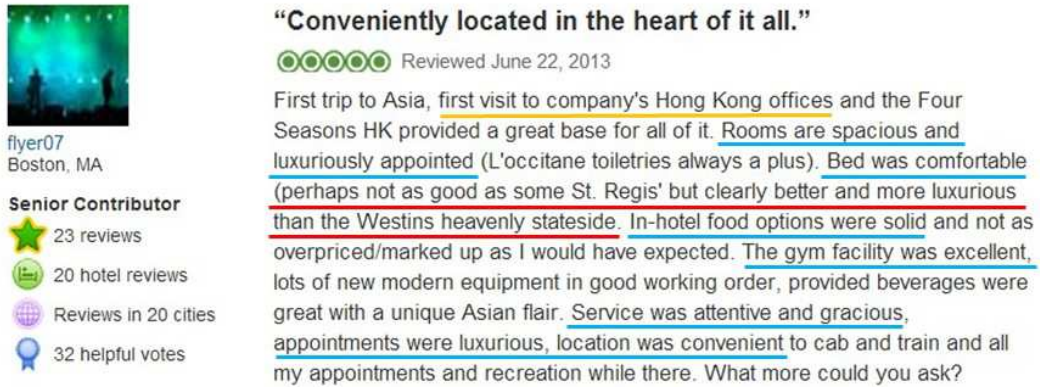 “Conveniently located in the heart of it all.”
Reviewed June 22, 2013
First trip to Asia, first visit to company's Hong Kong offices and the Four
Seasons HK provided a great base for all of it. Rooms are spacious and
luxuriously appointed (L'occitane toiletries always a plus). Bed was comfortable
(perhaps not as good as some St. Regis' but clearly better and more luxurious
than the Westins heavenly stateside. In-hotel food options were solid and not as
overpriced/marked up as I would have expected. The gym facility was excellent,
lots of new modern equipment in good working order, provided beverages were
great with a unique Asian flair. Service was attentive and gracious,
appointments were luxurious, location was convenient to cab and train and all
my appointments and recreation while there. What more could you ask?
flyer07
Boston, MA
Senior Contributor
23 reviews
20 hotel reviews
Reviews in 20 cities
32 helpful votes